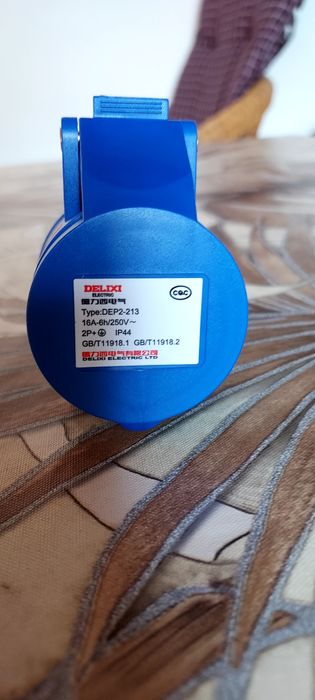 DELIXI
ELECTRIC
德力西电气
CQC
Type:DEP2-213
16A-6h/250V~
2P+⏚ IP44
GB/T11918.1 GB/T11918.2
德力西电气有限公司
DELIXI ELECTRIC LTD